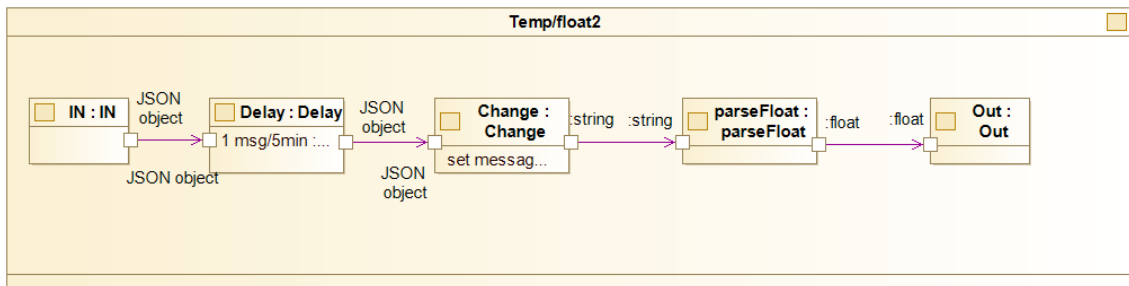 Temp/float2
IN : IN
JSON
object
JSON object
Delay : Delay
1 msg/5min :...
JSON
object
JSON
object
Change :
Change
set messag...
:string
:string
parseFloat :
parseFloat
:float
:float
Out :
Out